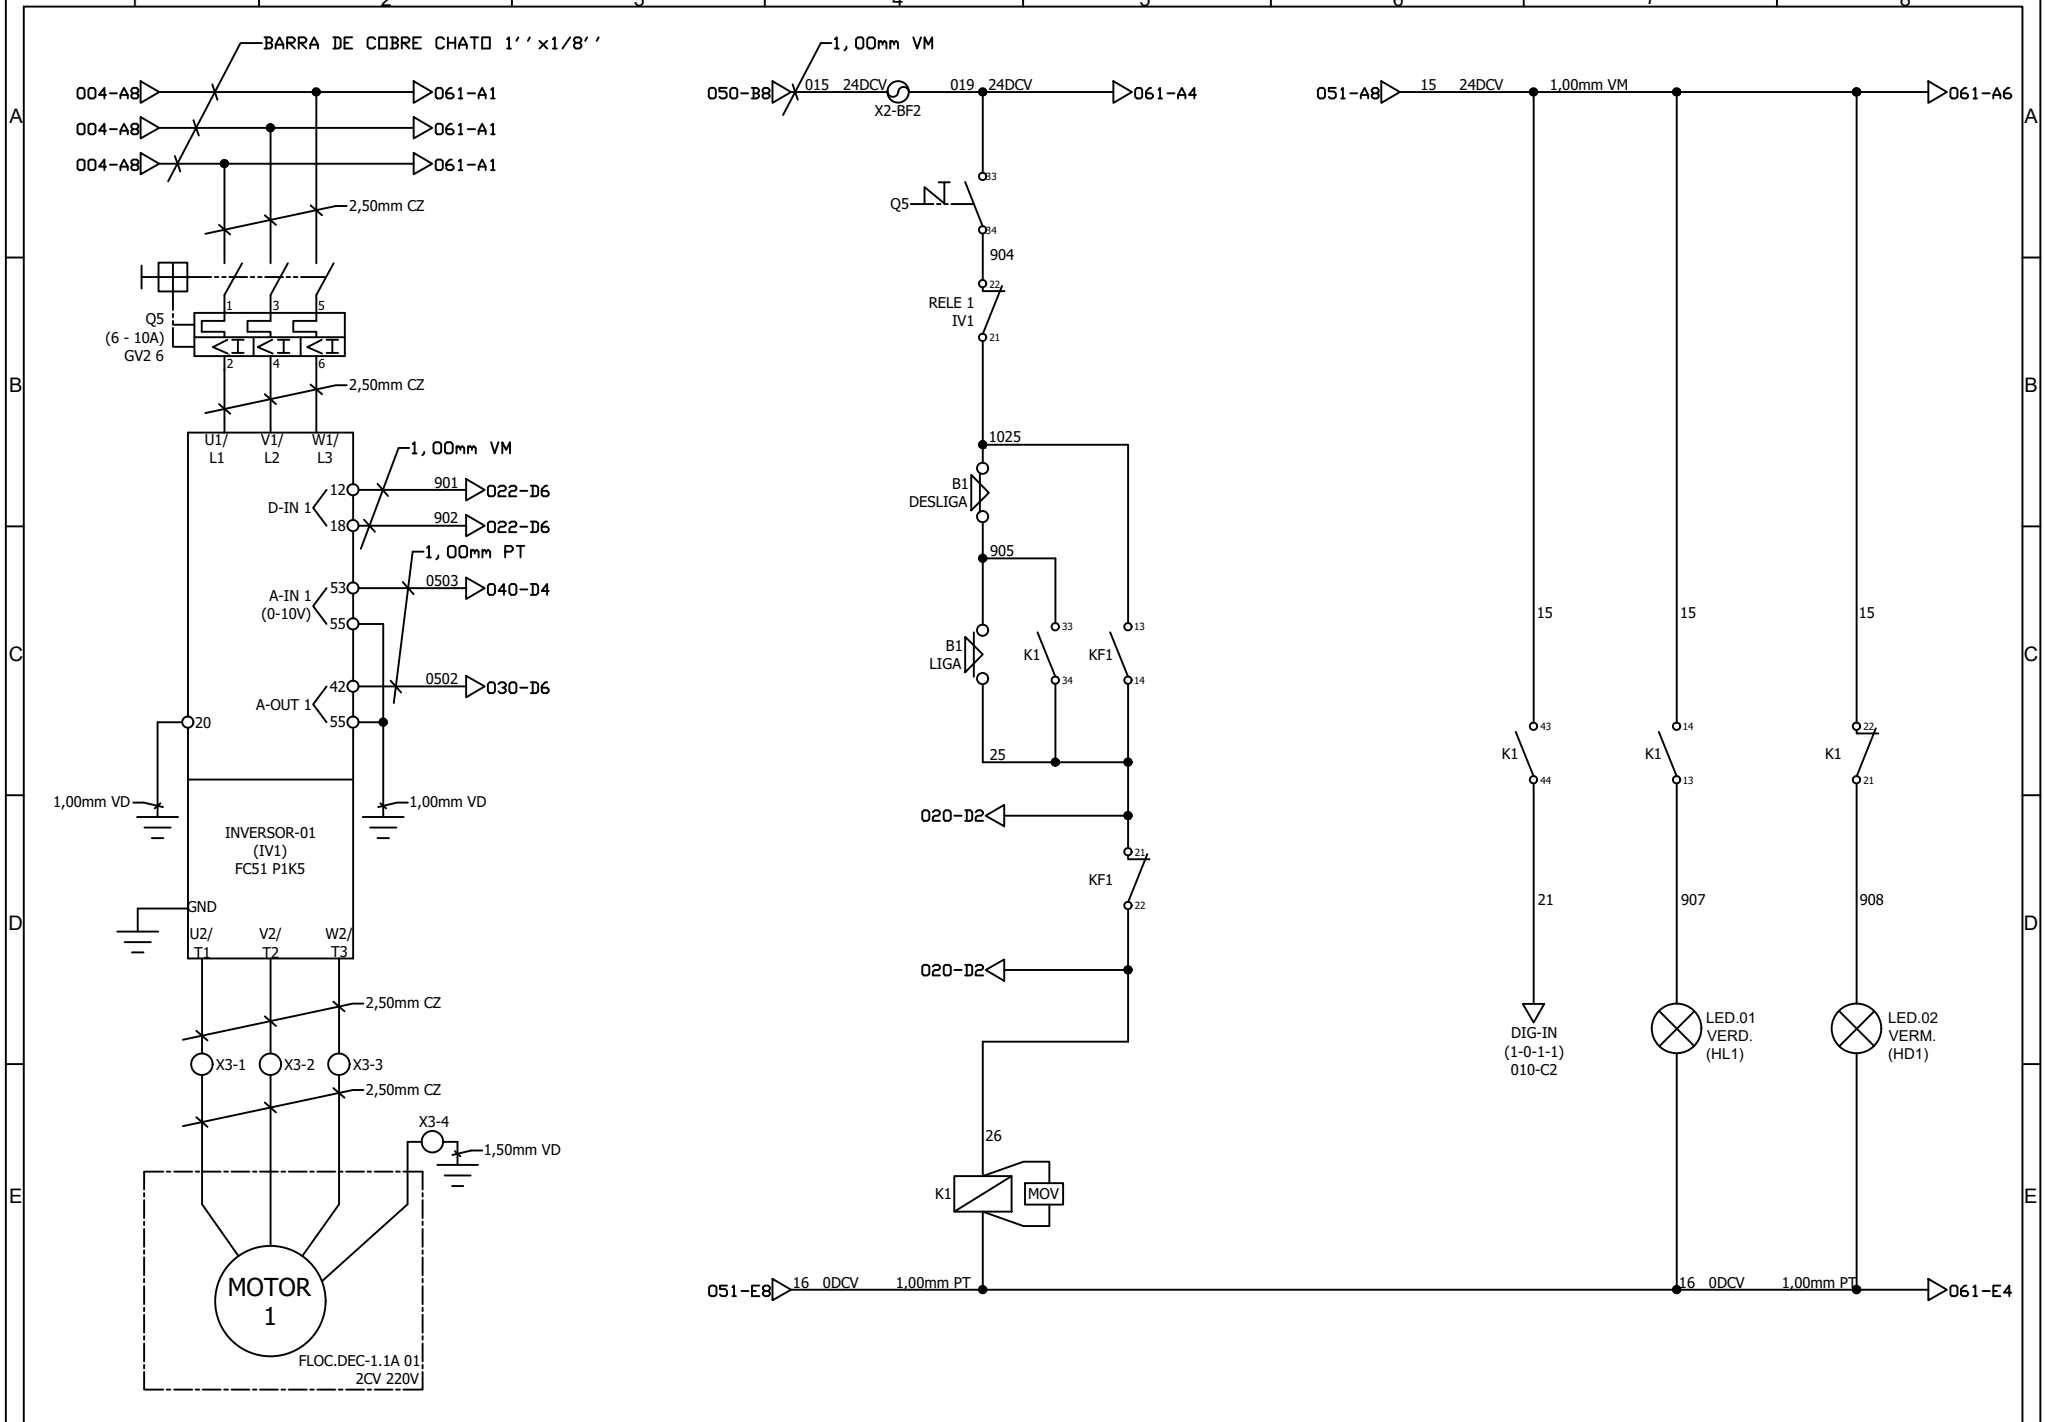 2 3 4 5 6 7 8
A
B
C
D
E
A
B
C
D
E
BARRA DE COBRE CHATO 1''x1/8''
004-A8 061-A1
004-A8 061-A1
004-A8 061-A1
2,50mm CZ
1 3 5
Q5
(6 - 10A)
GV2 6
2 4 6
2,50mm CZ
U1/ V1/ W1/
L1 L2 L3
1,00mm VM
D-IN 1
12 901 022-D6
18 902 022-D6
1,00mm PT
A-IN 1
(0-10V)
53 0503 040-D4
55
A-OUT 1
42 0502 030-D6
55
20
1,00mm VD
1,00mm VD
INVERSOR-01
(IV1)
FC51 P1K5
GND
U2/ V2/ W2/
T1 T2 T3
2,50mm CZ
X3-1 X3-2 X3-3
2,50mm CZ
X3-4
1,50mm VD
MOTOR
1
FLOC.DEC-1.1A 01
2CV 220V
1,00mm VM
050-B8 015 24DCV 019 24DCV 061-A4
X2-BF2
33
Q5
34
904
22
RELE 1
IV1
21
1025
B1
DESLIGA
905
B1
LIGA
33
K1
34
13
KF1
14
25
020-D2
21
KF1
22
020-D2
26
K1
MOV
051-E8 16 0DCV 1,00mm PT 16 0DCV 1,00mm PT 061-E4
051-A8 15 24DCV 1,00mm VM 061-A6
15 15 15
43
K1
44
14
K1
13
22
K1
21
21 907 908
DIG-IN
(1-0-1-1)
010-C2
LED.01
VERD.
(HL1)
LED.02
VERM.
(HD1)